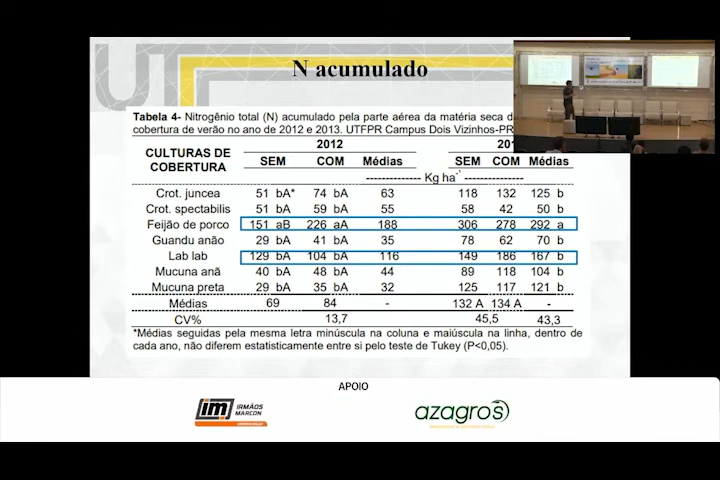 N acumulado
Tabela 4- Nitrogênio total (N) acumulado pela parte aérea da matéria seca
cobertura de verão no ano de 2012 e 2013. UTFPR Campus Dois Vizinhos-PR
CULTURAS DE COBERTURA 2012
SEM COM Médias SEM COM Médias
-------------- Kg ha⁻¹ ---------------
Crot. juncea 51 bA* 74 bA 63 118 132 125 b
Crot. spectabilis 51 bA 59 bA 55 58 42 50 b
Feijão de porco 151 aB 226 aA 188 306 278 292 a
Guandu anão 29 bA 41 bA 35 78 62 70 b
Lab lab 129 bA 104 bA 116 149 186 167 b
Mucuna anã 40 bA 48 bA 44 89 118 104 b
Mucuna preta 29 bA 35 bA 32 125 117 121 b
Médias 69 84 - 132 A 134 A -
CV% 13,7 45,5 43,3
*Médias seguidas pela mesma letra minúscula na coluna e maiúscula na linha, dentro de
cada ano, não diferem estatisticamente entre si pelo teste de Tukey (P<0,05).
APOIO
im IRMÃOS
MARCON
azagros